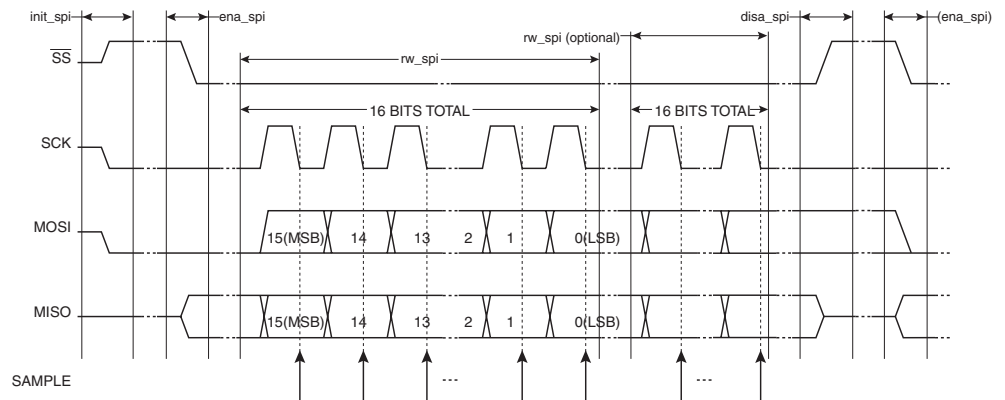 init_spi
ena_spi
disa_spi
(ena_spi)
rw_spi (optional)
SS
rw_spi
16 BITS TOTAL
16 BITS TOTAL
SCK
MOSI
15(MSB) 14 13 2 1 0(LSB)
MISO
15(MSB) 14 13 2 1 0(LSB)
SAMPLE